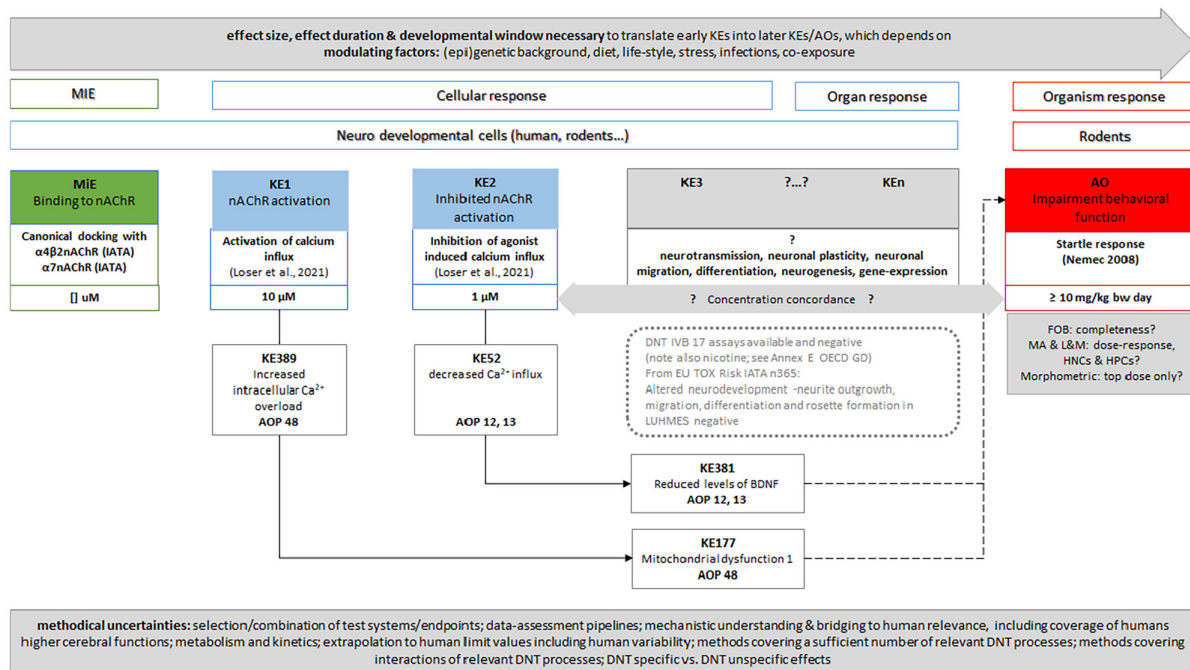 effect size, effect duration & developmental window necessary to translate early KEs into later KEs/AOs, which depends on
modulating factors: (epi)genetic background, diet, life-style, stress, infections, co-exposure
MIE
Cellular response
Organ response
Organism response
Neuro developmental cells (human, rodents...)
Rodents
MiE
Binding to nAChR
Canonical docking with
α4β2nAChR (IATA)
α7nAChR (IATA)
[] uM
KE1
nAChR activation
Activation of calcium
influx
(Loser et al., 2021)
10 µM
KE2
Inhibited nAChR
activation
Inhibition of agonist
induced calcium influx
(Loser et al., 2021)
1 µM
KE3 ?...? KEn
?
neurotransmission, neuronal plasticity, neuronal
migration, differentiation, neurogenesis, gene-expression
AO
Impairment behavioral
function
Startle response
(Nemec 2008)
≥ 10 mg/kg bw day
? Concentration concordance ?
KE389
Increased
intracellular Ca2+
overload
AOP 48
KE52
decreased Ca2+ influx
AOP 12, 13
DNT IVB 17 assays available and negative
(note also nicotine; see Annex E OECD GD)
From EU TOX Risk IATA n365:
Altered neurodevelopment -neurite outgrowth,
migration, differentiation and rosette formation in
LUHMES negative
FOB: completeness?
MA & L&M: dose-response,
HNCs & HPCs?
Morphometric: top dose only?
KE381
Reduced levels of BDNF
AOP 12, 13
KE177
Mitochondrial dysfunction 1
AOP 48
methodical uncertainties: selection/combination of test systems/endpoints; data-assessment pipelines; mechanistic understanding & bridging to human relevance, including coverage of humans
higher cerebral functions; metabolism and kinetics; extrapolation to human limit values including human variability; methods covering a sufficient number of relevant DNT processes; methods covering
interactions of relevant DNT processes; DNT specific vs. DNT unspecific effects